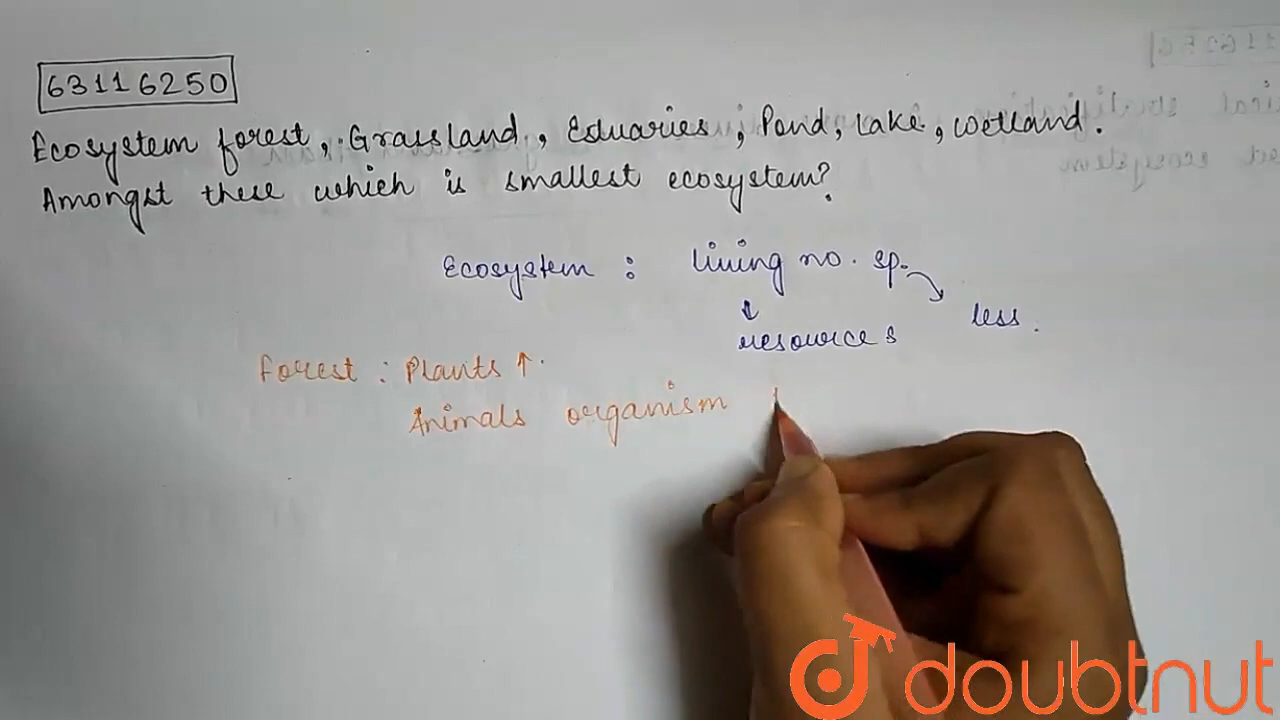 63116250
Ecosystem forest, Grassland, Estuaries, Pond, Lake, Wetland.
Amongst these which is smallest ecosystem?
Ecosystem : living no. sp.
resources less.
Forest : Plants ↑.
Animals organism
doubtnut